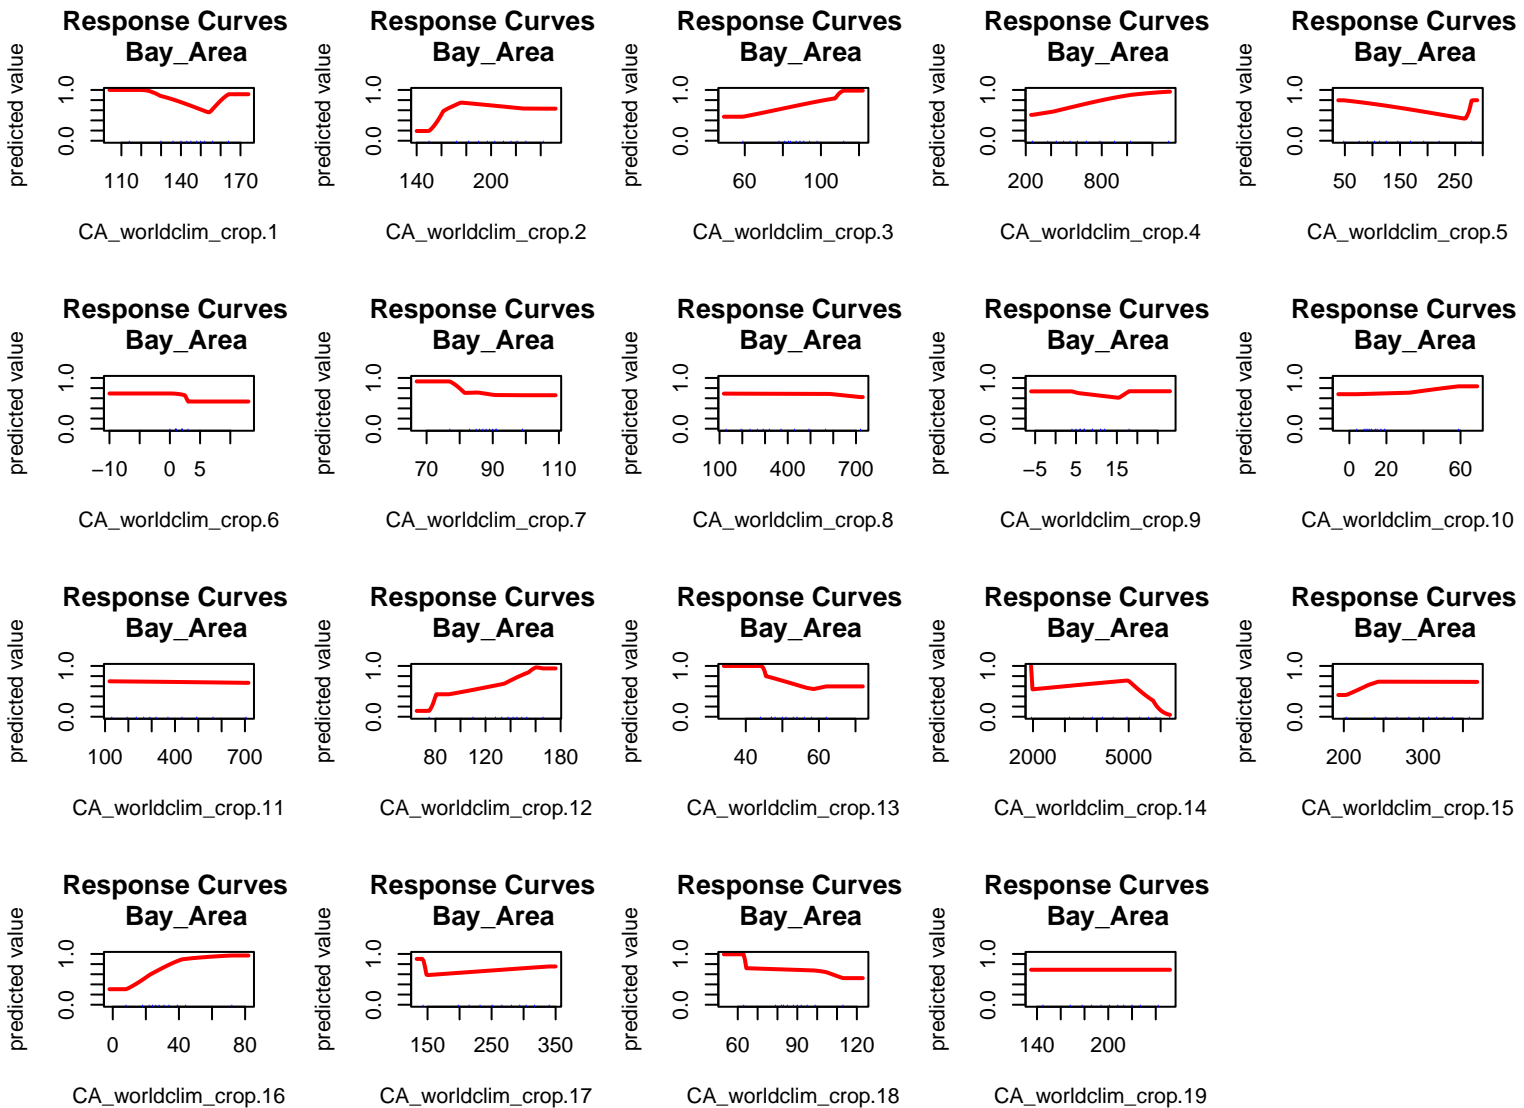 Response Curves
Bay_Area
predicted value
0.0 1.0
110 140 170
CA_worldclim_crop.1
Response Curves
Bay_Area
predicted value
0.0 1.0
140 200
CA_worldclim_crop.2
Response Curves
Bay_Area
predicted value
0.0 1.0
60 100
CA_worldclim_crop.3
Response Curves
Bay_Area
predicted value
0.0 1.0
200 800
CA_worldclim_crop.4
Response Curves
Bay_Area
predicted value
0.0 1.0
50 150 250
CA_worldclim_crop.5
Response Curves
Bay_Area
predicted value
0.0 1.0
−10 0 5
CA_worldclim_crop.6
Response Curves
Bay_Area
predicted value
0.0 1.0
70 90 110
CA_worldclim_crop.7
Response Curves
Bay_Area
predicted value
0.0 1.0
100 400 700
CA_worldclim_crop.8
Response Curves
Bay_Area
predicted value
0.0 1.0
−5 5 15
CA_worldclim_crop.9
Response Curves
Bay_Area
predicted value
0.0 1.0
0 20 60
CA_worldclim_crop.10
Response Curves
Bay_Area
predicted value
0.0 1.0
100 400 700
CA_worldclim_crop.11
Response Curves
Bay_Area
predicted value
0.0 1.0
80 120 180
CA_worldclim_crop.12
Response Curves
Bay_Area
predicted value
0.0 1.0
40 60
CA_worldclim_crop.13
Response Curves
Bay_Area
predicted value
0.0 1.0
2000 5000
CA_worldclim_crop.14
Response Curves
Bay_Area
predicted value
0.0 1.0
200 300
CA_worldclim_crop.15
Response Curves
Bay_Area
predicted value
0.0 1.0
0 40 80
CA_worldclim_crop.16
Response Curves
Bay_Area
predicted value
0.0 1.0
150 250 350
CA_worldclim_crop.17
Response Curves
Bay_Area
predicted value
0.0 1.0
60 90 120
CA_worldclim_crop.18
Response Curves
Bay_Area
predicted value
0.0 1.0
140 200
CA_worldclim_crop.19